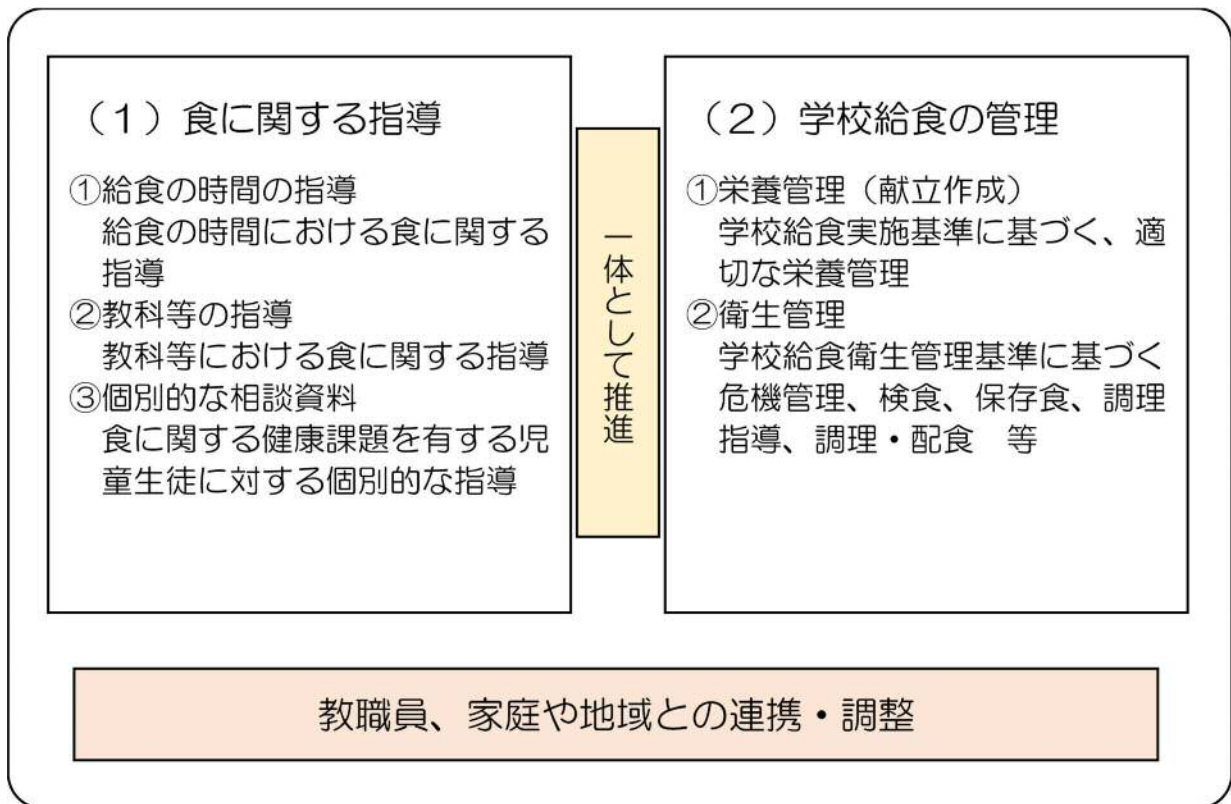 （1）食に関する指導
①給食の時間の指導
給食の時間における食に関する
指導
②教科等の指導
教科等における食に関する指導
③個別的な相談資料
食に関する健康課題を有する児
童生徒に対する個別的な指導
一体として推進
（2）学校給食の管理
①栄養管理（献立作成）
学校給食実施基準に基づく、適
切な栄養管理
②衛生管理
学校給食衛生管理基準に基づく
危機管理、検食、保存食、調理
指導、調理・配食　等
教職員、家庭や地域との連携・調整